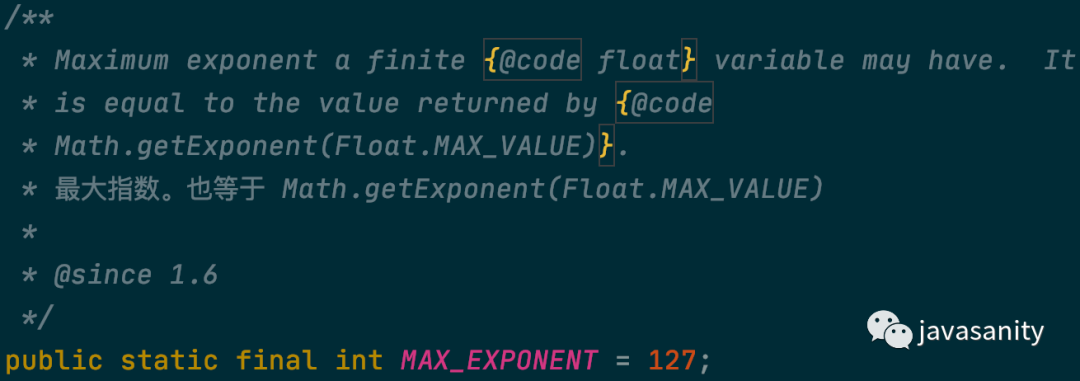 /**
 * Maximum exponent a finite {@code float} variable may have.  It
 * is equal to the value returned by {@code
 * Math.getExponent(Float.MAX_VALUE)}.
 * 最大指数。也等于 Math.getExponent(Float.MAX_VALUE)
 *
 * @since 1.6
 */
javasanity
public static final int MAX_EXPONENT = 127;